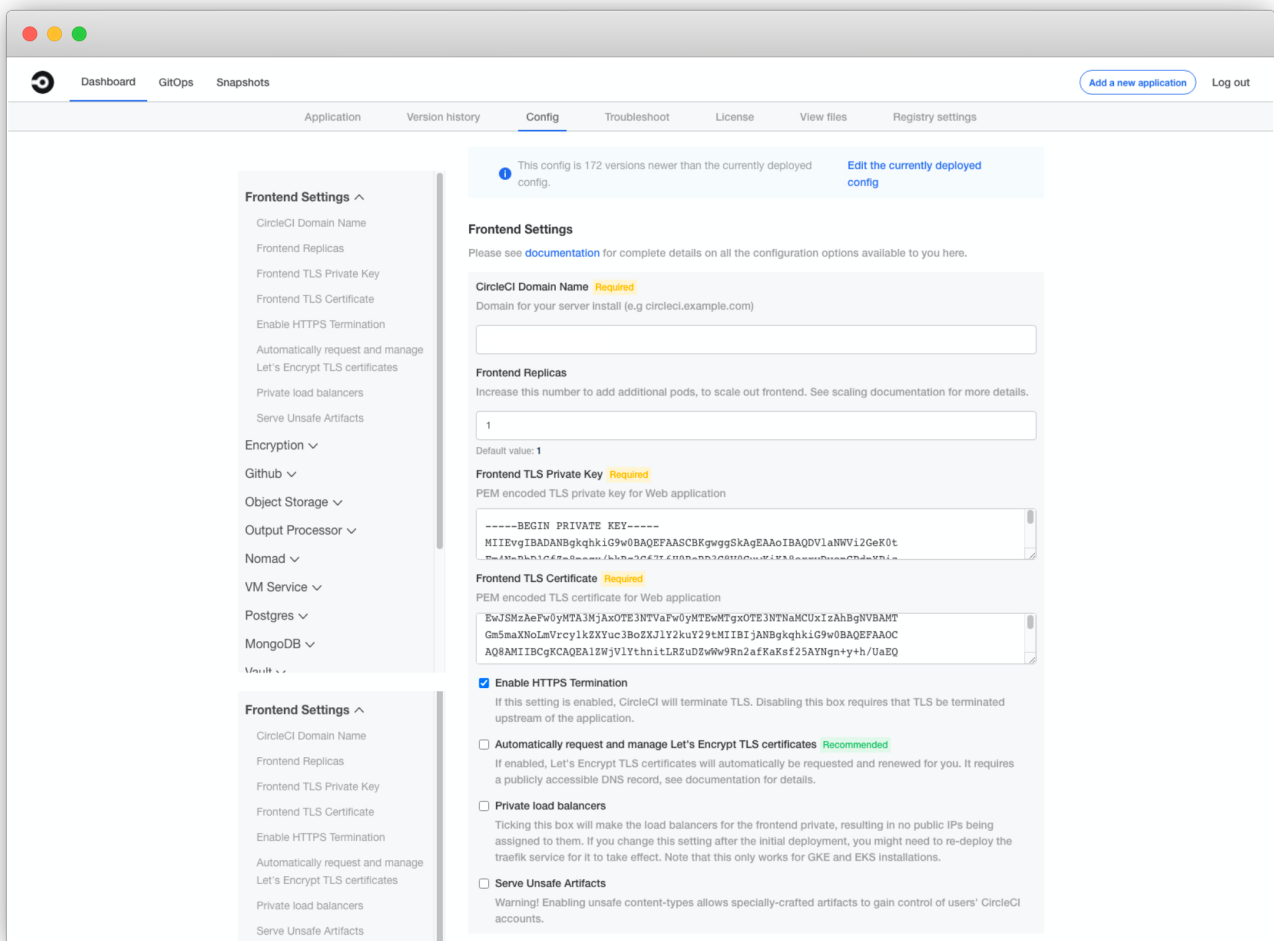 Dashboard
GitOps
Snapshots
Add a new application
Log out
Application
Version history
Config
Troubleshoot
License
View files
Registry settings
Frontend Settings
CircleCI Domain Name
Frontend Replicas
Frontend TLS Private Key
Frontend TLS Certificate
Enable HTTPS Termination
Automatically request and manage
Let's Encrypt TLS certificates
Private load balancers
Serve Unsafe Artifacts
Encryption
Github
Object Storage
Output Processor
Nomad
VM Service
Postgres
MongoDB
Vault
Frontend Settings
CircleCI Domain Name
Frontend Replicas
Frontend TLS Private Key
Frontend TLS Certificate
Enable HTTPS Termination
Automatically request and manage
Let's Encrypt TLS certificates
Private load balancers
Serve Unsafe Artifacts
This config is 172 versions newer than the currently deployed
config.
Edit the currently deployed
config
Frontend Settings
Please see documentation for complete details on all the configuration options available to you here.
CircleCI Domain Name Required
Domain for your server install (e.g circleci.example.com)
Frontend Replicas
Increase this number to add additional pods, to scale out frontend. See scaling documentation for more details.
1
Default value: 1
Frontend TLS Private Key Required
PEM encoded TLS private key for Web application
-----BEGIN PRIVATE KEY-----
MIIEvgIBADANBgkqhkiG9w0BAQEFAASCBKgwggSkAgEAAoIBAQDVlaNWVi2GeK0t
Frontend TLS Certificate Required
PEM encoded TLS certificate for Web application
EwJSMzAeFw0yMTA3MjAxOTE3NTVaFw0yMTEwMTgxOTE3NTNaMCUxIzAhBgNVBAMT
Gm5maXNoLmVrcylkZXYuc3BoZXJlY2kuY29tMIIBIjANBgkqhkiG9w0BAQEFAAOC
AQ8AMIIBCgKCAQEA1ZWjVlYthnitLRZuDZwWw9Rn2afKaKsf25AYNgn+y+h/UaEQ
Enable HTTPS Termination
If this setting is enabled, CircleCI will terminate TLS. Disabling this box requires that TLS be terminated
upstream of the application.
Automatically request and manage Let's Encrypt TLS certificates Recommended
If enabled, Let's Encrypt TLS certificates will automatically be requested and renewed for you. It requires
a publicly accessible DNS record, see documentation for details.
Private load balancers
Ticking this box will make the load balancers for the frontend private, resulting in no public IPs being
assigned to them. If you change this setting after the initial deployment, you might need to re-deploy the
traefik service for it to take effect. Note that this only works for GKE and EKS installations.
Serve Unsafe Artifacts
Warning! Enabling unsafe content-types allows specially-crafted artifacts to gain control of users' CircleCI
accounts.